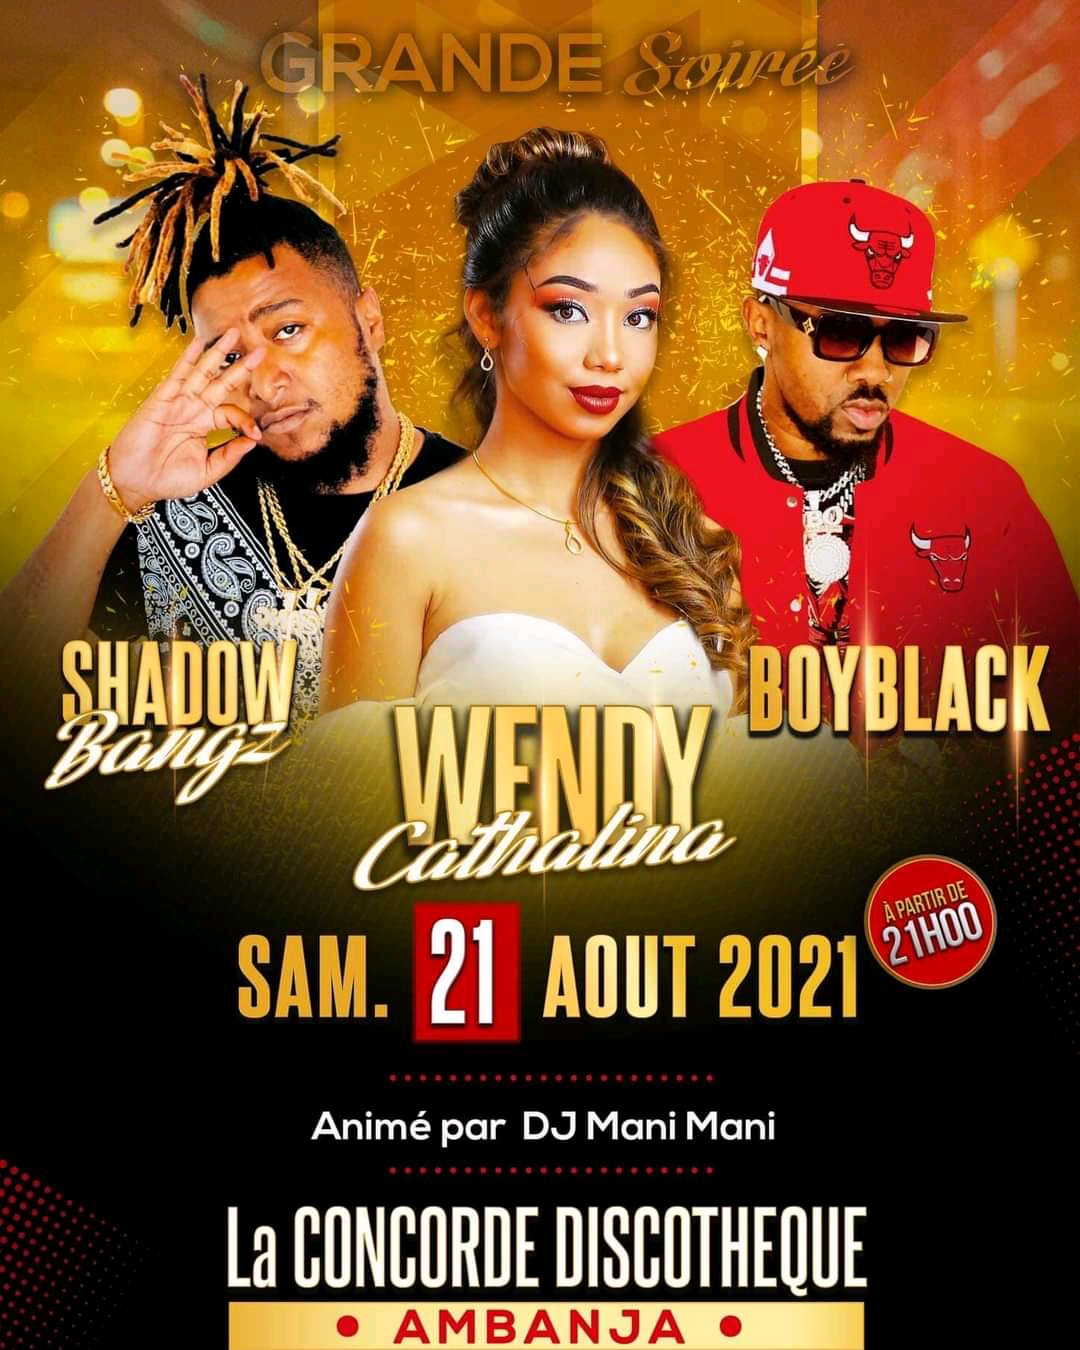 GRANDE Soirée
SHADOW
Bangz
WENDY
Cathalina
BOYBLACK
À PARTIR DE
21H00
SAM. 21 AOUT 2021
Animé par DJ Mani Mani
La CONCORDE DISCOTHEQUE
• AMBANJA •